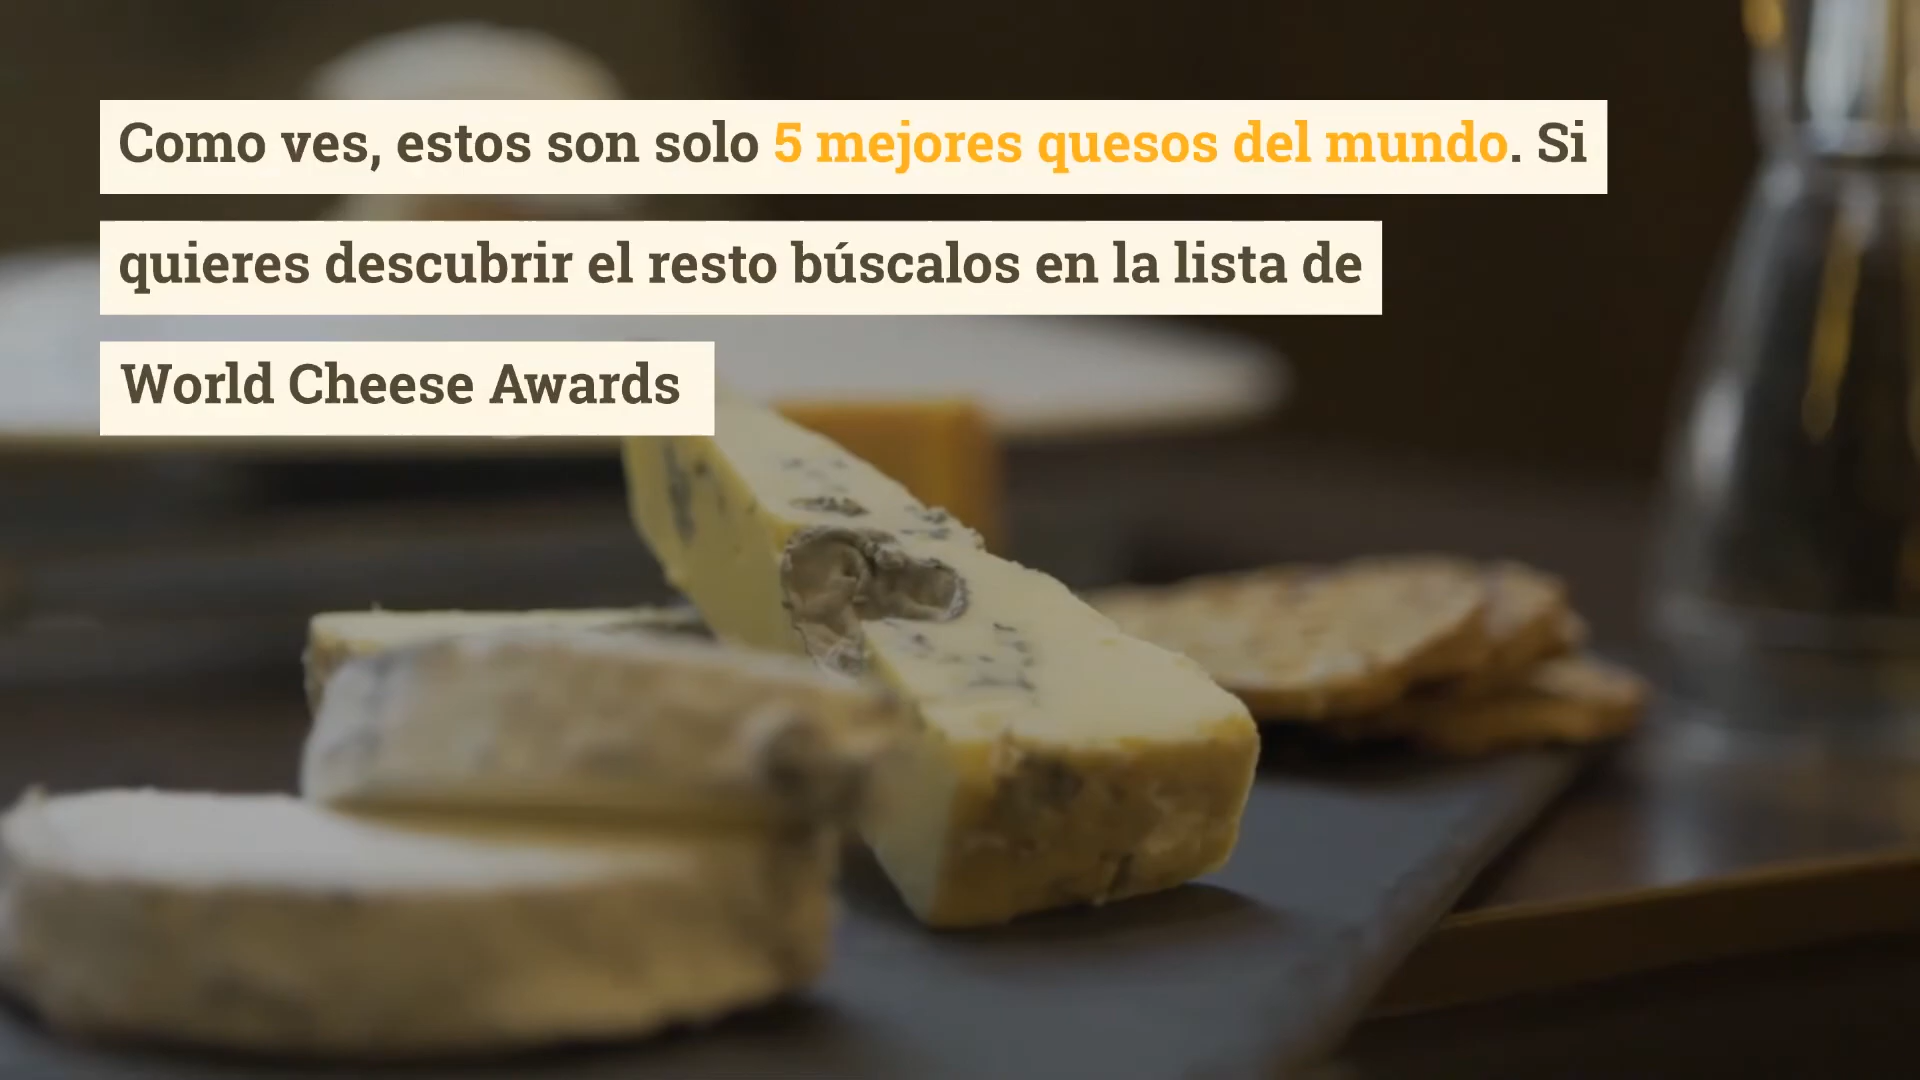 Como ves, estos son solo 5 mejores quesos del mundo. Si
quieres descubrir el resto búscalos en la lista de
World Cheese Awards